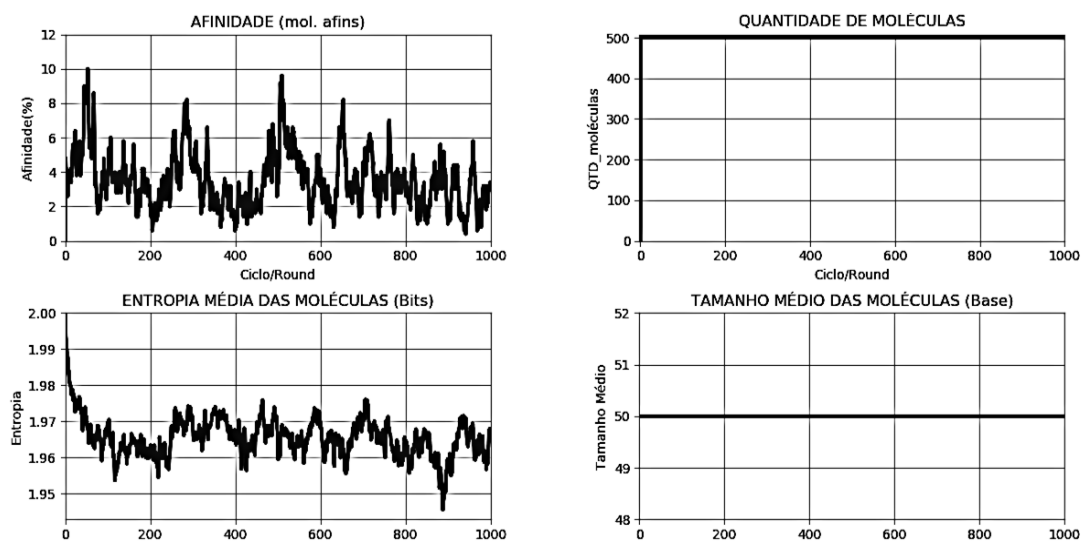 AFINIDADE (mol. afins)
12
10
8
6
4
2
0
Afinidade(%)
0 200 400 600 800 1000
Ciclo/Round
QUANTIDADE DE MOLÉCULAS
500
400
300
200
100
0
QTD_moléculas
0 200 400 600 800 1000
Ciclo/Round
ENTROPIA MÉDIA DAS MOLÉCULAS (Bits)
2.00
1.99
1.98
1.97
1.96
1.95
Entropia
0 200 400 600 800 1000
TAMANHO MÉDIO DAS MOLÉCULAS (Base)
52
51
50
49
48
Tamanho Médio
0 200 400 600 800 1000